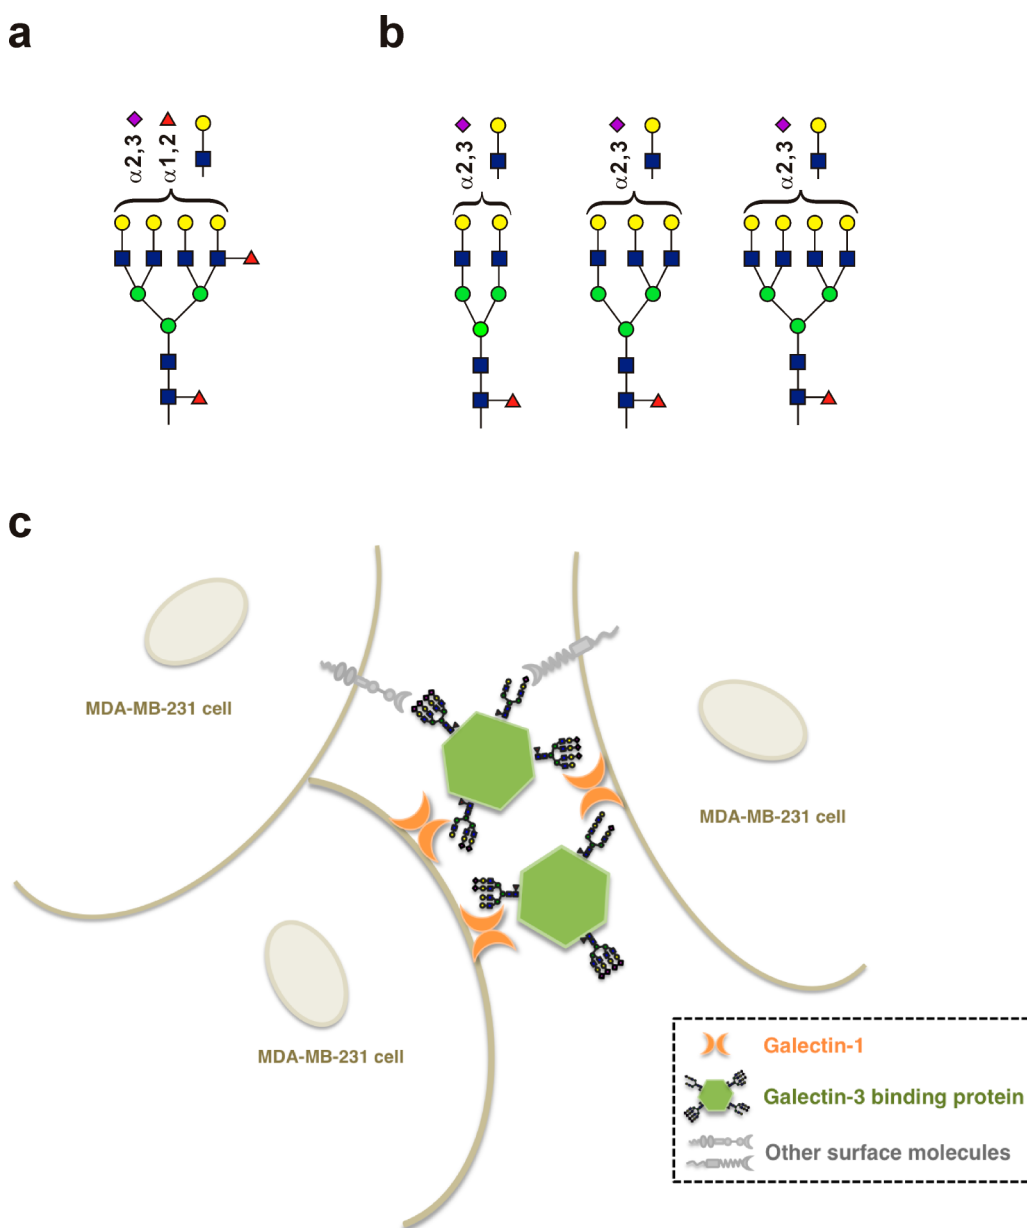 a
b
α2,3
α1,2
α2,3
α2,3
α2,3
c
MDA-MB-231 cell
MDA-MB-231 cell
MDA-MB-231 cell
Galectin-1
Galectin-3 binding protein
Other surface molecules